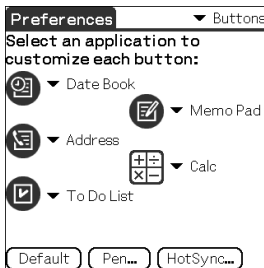 Preferences Buttons
Select an application to
customize each button:
Date Book
Memo Pad
Address
Calc
To Do List
Default Pen... HotSync...